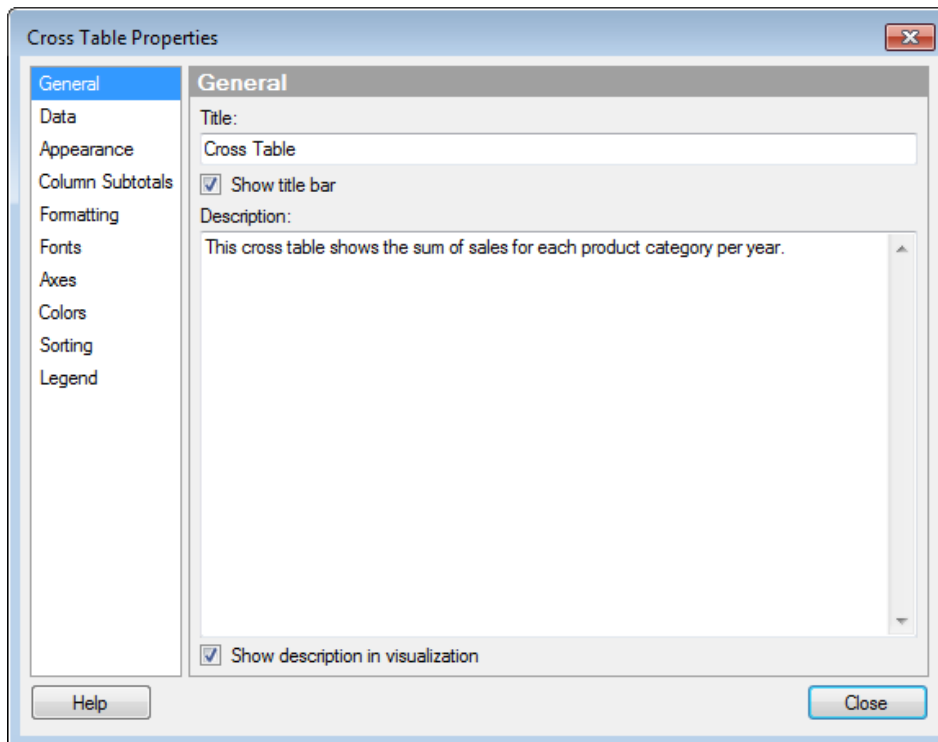 Cross Table Properties
General
Data
Appearance
Column Subtotals
Formatting
Fonts
Axes
Colors
Sorting
Legend
General
Title:
Cross Table
Show title bar
Description:
This cross table shows the sum of sales for each product category per year.
Show description in visualization
Help
Close